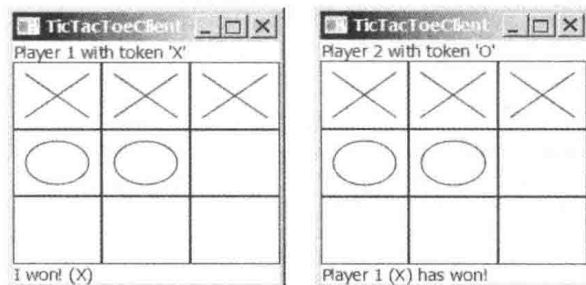 TicTacToeClient
Player 1 with token 'X'
I won! (X)
TicTacToeClient
Player 2 with token 'O'
Player 1 (X) has won!